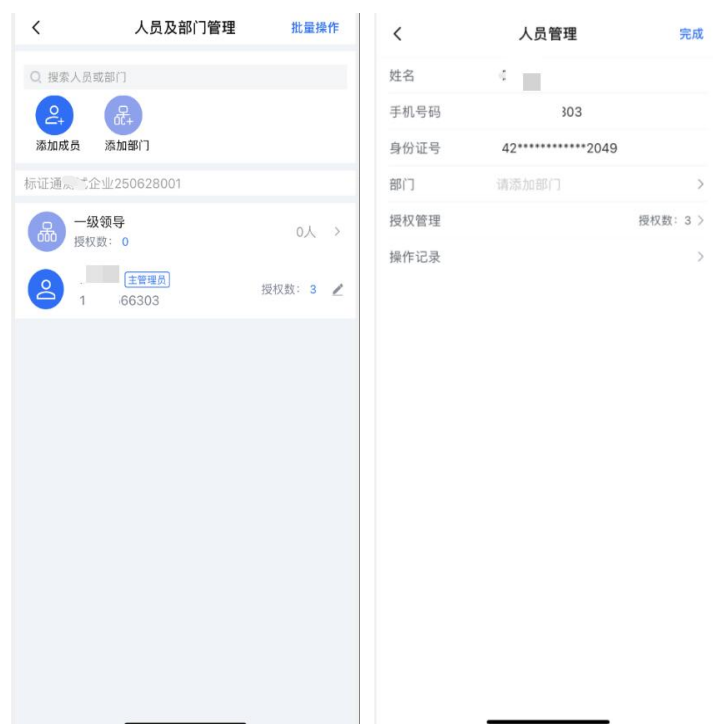 人员及部门管理
批量操作
搜索人员或部门
添加成员
添加部门
标证通
企业250628001
一级领导
授权数: 0
0人
主管理员
1
66303
授权数: 3
人员管理
完成
姓名
手机号码
303
身份证号
42************2049
部门
请添加部门
授权管理
授权数: 3
操作记录